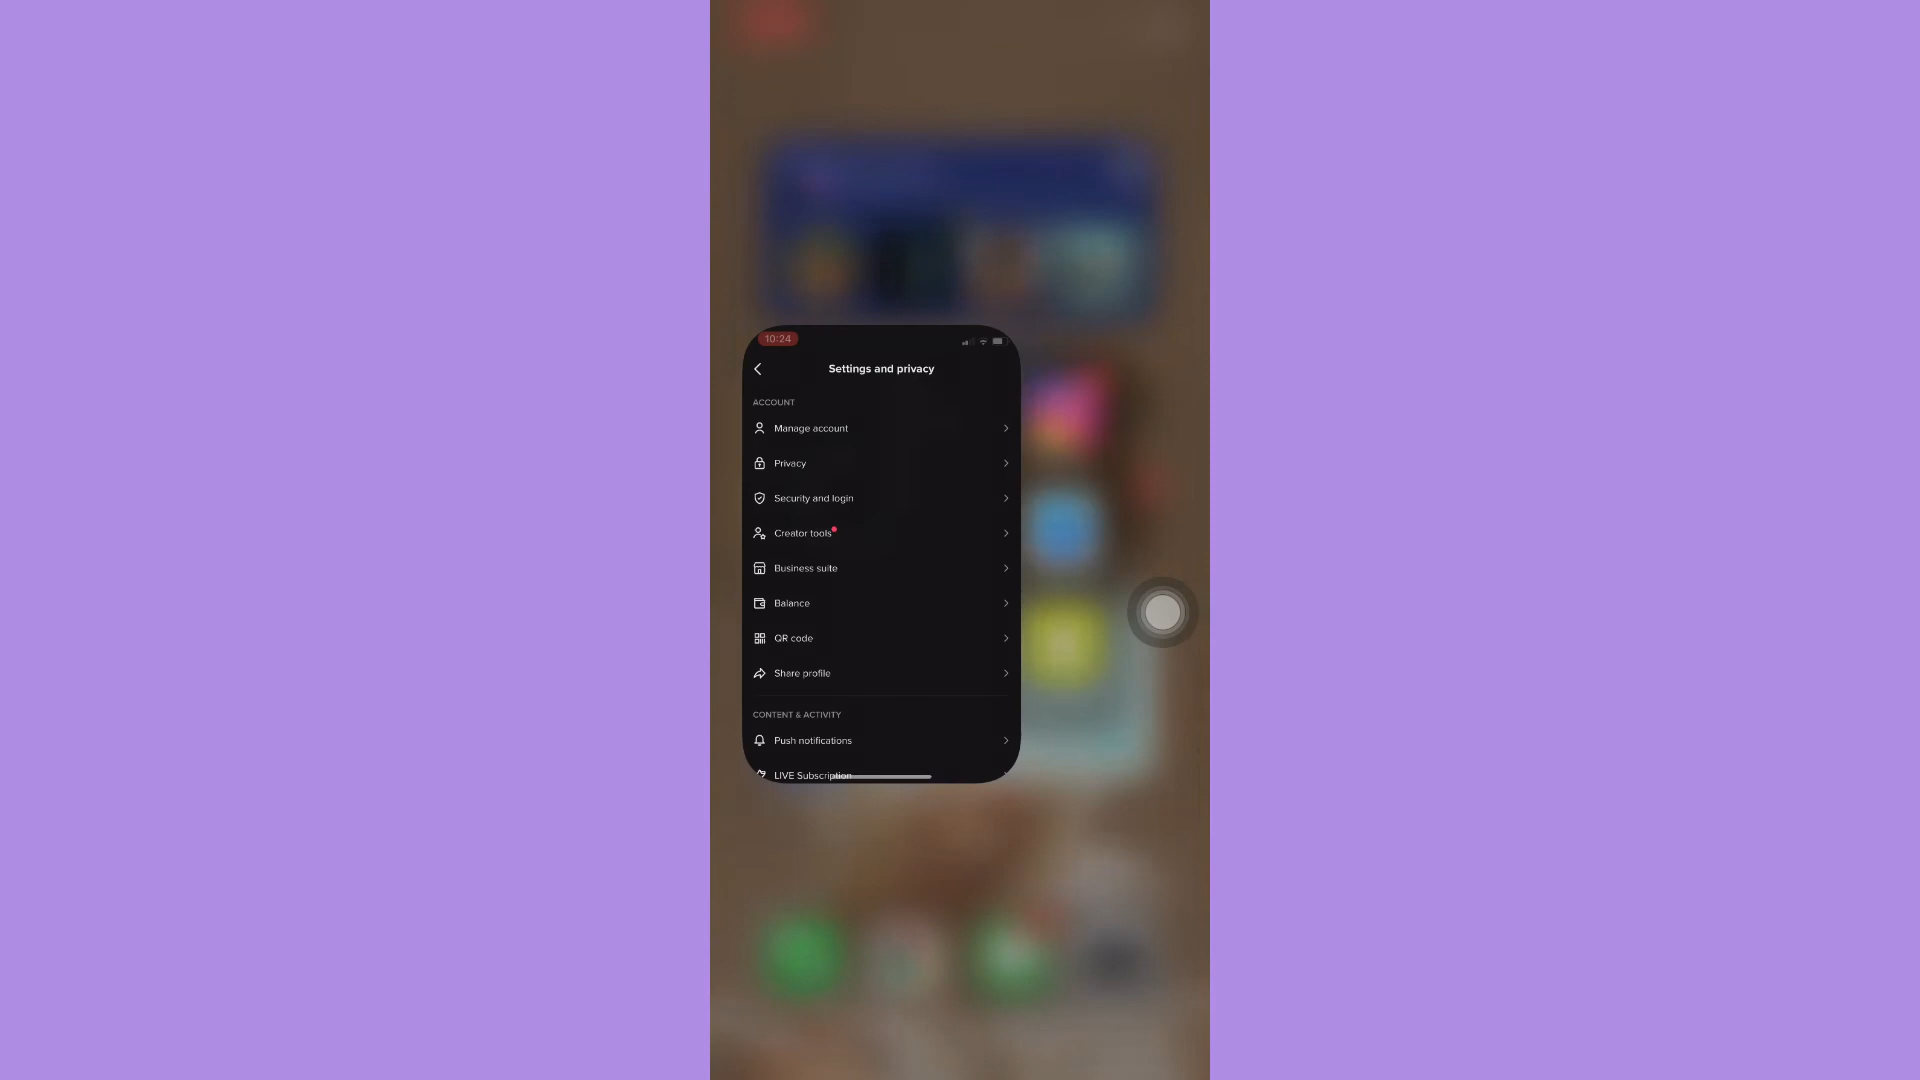 10:24
Settings and privacy
ACCOUNT
Manage account
Privacy
Security and login
Creator tools
Business suite
Balance
QR code
Share profile
CONTENT & ACTIVITY
Push notifications
LIVE Subscription